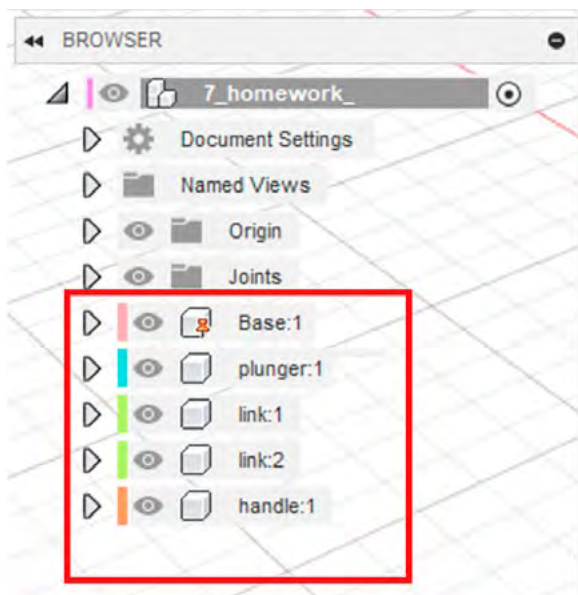 BROWSER
7_homework_
Document Settings
Named Views
Origin
Joints
Base:1
plunger:1
link:1
link:2
handle:1